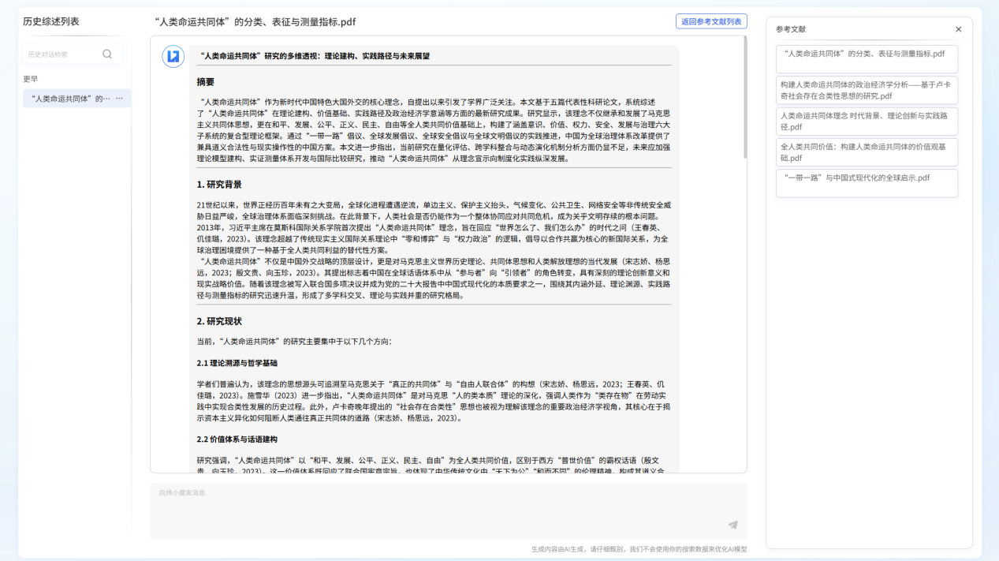 历史综述列表
历史对话检索
更早
“人类命运共同体”的… …
“人类命运共同体”的分类、表征与测量指标.pdf
返回参考文献列表
“人类命运共同体”研究的多维透视：理论建构、实践路径与未来展望
摘要
“人类命运共同体”作为新时代中国特色大国外交的核心理念，自提出以来引发了学界广泛关注。本文基于五篇代表性科研论文，系统综述
了“人类命运共同体”在理论建构、价值基础、实践路径及政治经济学意涵等方面的最新研究成果。研究显示，该理念不仅继承和发展了马克思
主义共同体思想，更在和平、发展、公平、正义、民主、自由等全人类共同价值基础上，构建了涵盖意识、价值、权力、安全、发展与治理六大
子系统的复合型理论框架。通过“一带一路”倡议、全球发展倡议、全球安全倡议与全球文明倡议的实践推进，中国为全球治理体系改革提供了
兼具道义合法性与现实操作性的中国方案。本文进一步指出，当前研究在量化评估、跨学科整合与动态演化机制分析方面仍显不足，未来应加强
理论模型建构、实证测量体系开发与国际比较研究，推动“人类命运共同体”从理念宣示向制度化实践纵深发展。
1. 研究背景
21世纪以来，世界正经历百年未有之大变局，全球化进程遭遇逆流，单边主义、保护主义抬头，气候变化、公共卫生、网络安全等非传统安全威
胁日益严峻，全球治理体系面临深刻挑战。在此背景下，人类社会是否仍能作为一个整体协同应对共同危机，成为关乎文明存续的根本问题。
2013年，习近平主席在莫斯科国际关系学院首次提出“人类命运共同体”理念，旨在回应“世界怎么了、我们怎么办”的时代之问（王春英、
仉佳璐，2023）。该理念超越了传统现实主义国际关系理论中“零和博弈”与“权力政治”的逻辑，倡导以合作共赢为核心的新国际关系，为全
球治理困境提供了一种基于全人类共同利益的替代性方案。
“人类命运共同体”不仅是中国外交战略的顶层设计，更是对马克思主义世界历史理论、共同体思想和人类解放理想的当代发展（宋志娇、杨思
远，2023；殷文贵、向玉珍，2023）。其提出标志着中国在全球话语体系中从“参与者”向“引领者”的角色转变，具有深刻的理论创新意义和
现实战略价值。随着该理念被写入联合国多项决议并成为党的二十大报告中中国式现代化的本质要求之一，围绕其内涵外延、理论渊源、实践路
径与测量指标的研究迅速升温，形成了多学科交叉、理论与实践并重的研究格局。
2. 研究现状
当前，“人类命运共同体”的研究主要集中于以下几个方向：
2.1 理论溯源与哲学基础
学者们普遍认为，该理念的思想源头可追溯至马克思关于“真正的共同体”与“自由人联合体”的构想（宋志娇、杨思远，2023；王春英、仉
佳璐，2023）。施雪华（2023）进一步指出，“人类命运共同体”是对马克思“人的类本质”理论的深化，强调人类作为“类存在物”在劳动实
践中实现合类性发展的历史过程。此外，卢卡奇晚年提出的“社会存在合类性”思想也被视为理解该理念的重要政治经济学视角，其核心在于揭
示资本主义异化如何阻断人类通往真正共同体的道路（宋志娇、杨思远，2023）。
2.2 价值体系与话语建构
研究强调，“人类命运共同体”以“和平、发展、公平、正义、民主、自由”为全人类共同价值，区别于西方“普世价值”的霸权话语（殷文
贵、向玉珍，2023）。这一价值体系既回应了联合国宪章宗旨，也体现了中华传统文化中“天下为公”“和而不同”的伦理精神，构成其道义合
向纬小度发消息
生成内容由AI生成，请仔细甄别，我们不会使用你的搜索数据来优化AI模型
参考文献
“人类命运共同体”的分类、表征与测量指标.pdf
构建人类命运共同体的政治经济学分析——基于卢卡
奇社会存在合类性思想的研究.pdf
人类命运共同体理念 时代背景、理论创新与实践路
径.pdf
全人类共同价值：构建人类命运共同体的价值观基
础.pdf
“一带一路”与中国式现代化的全球启示.pdf